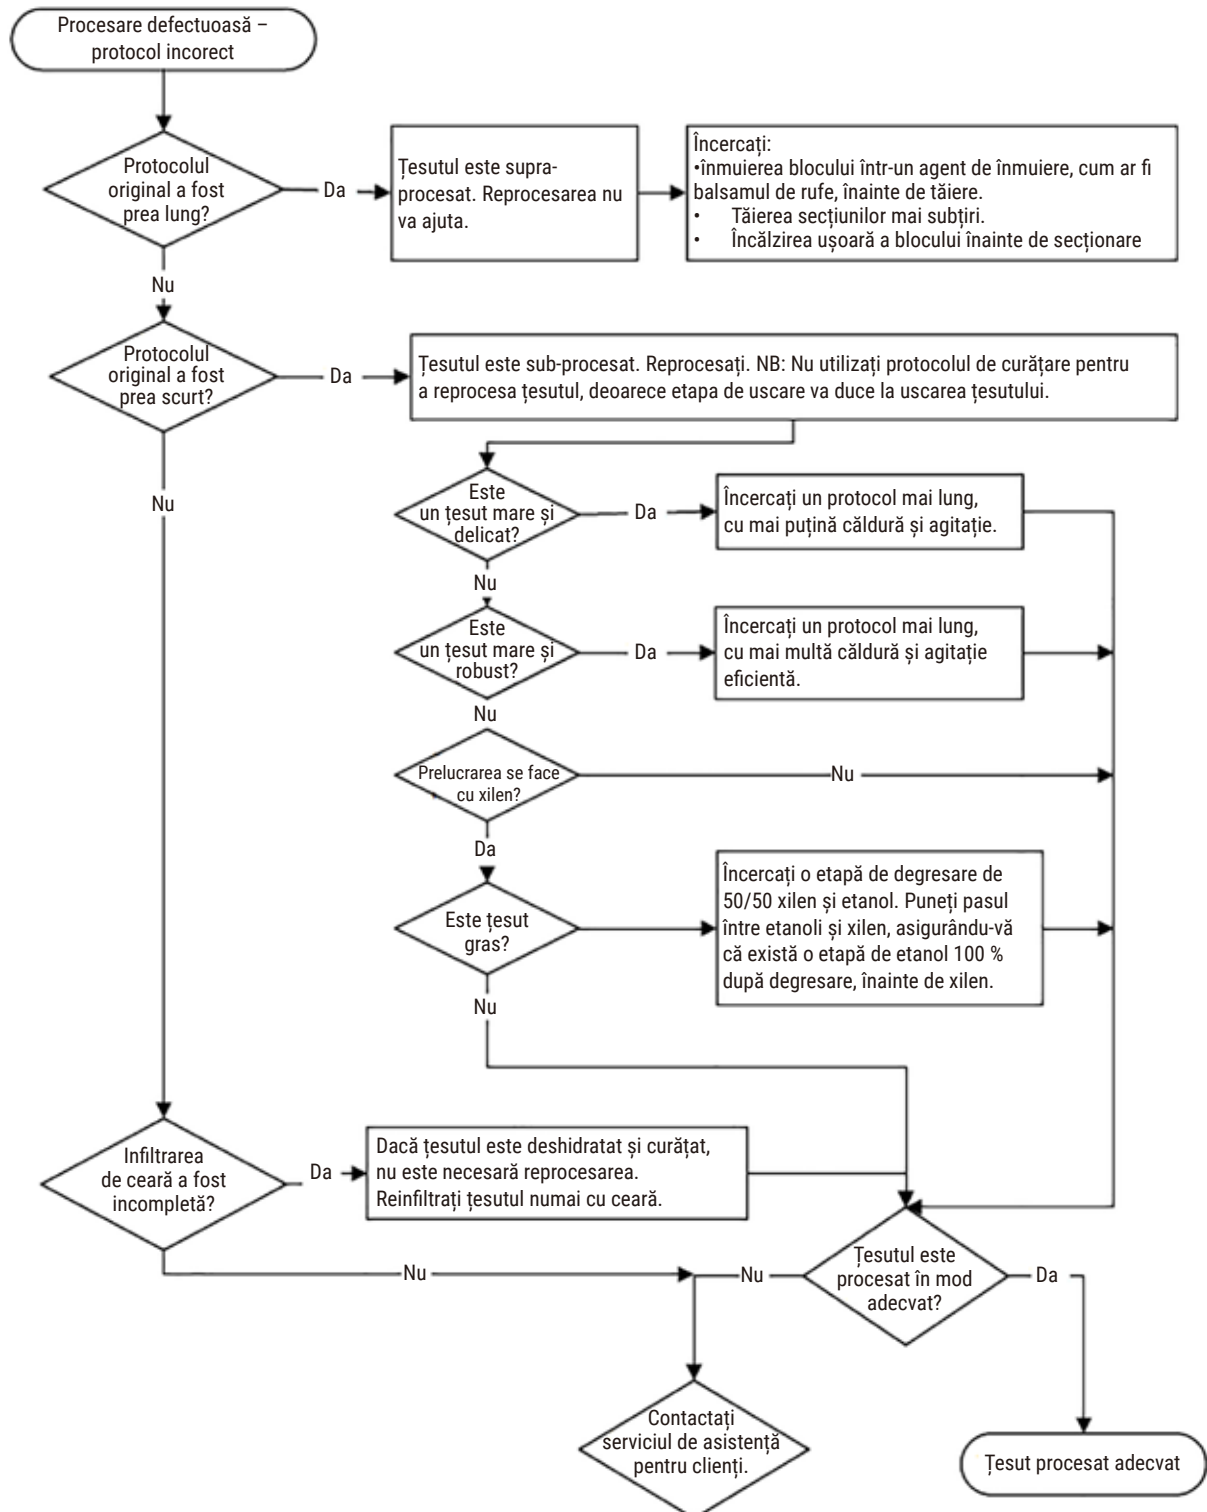 Procesare defectuoasă –
protocol incorect
Protocolul
original a fost
prea lung?
Da
Țesutul este supra-
procesat. Reprocesarea nu
va ajuta.
Încercați:
•înmuierea blocului într-un agent de înmuiere, cum ar fi
balsamul de rufe, înainte de tăiere.
• Tăierea secțiunilor mai subțiri.
• Încălzirea ușoară a blocului înainte de secționare
Nu
Protocolul
original a fost
prea scurt?
Da
Țesutul este sub-procesat. Reprocesați. NB: Nu utilizați protocolul de curățare pentru
a reprocesa țesutul, deoarece etapa de uscare va duce la uscarea țesutului.
Nu
Este
un țesut mare și
delicat?
Da
Încercați un protocol mai lung,
cu mai puțină căldură și agitație.
Nu
Este
un țesut mare și
robust?
Da
Încercați un protocol mai lung,
cu mai multă căldură și agitație
eficientă.
Nu
Prelucrarea se face
cu xilen?
Nu
Da
Este țesut
gras?
Încercați o etapă de degresare de
50/50 xilen și etanol. Puneți pasul
între etanoli și xilen, asigurându-vă
că există o etapă de etanol 100 %
după degresare, înainte de xilen.
Nu
Infiltrarea
de ceară a fost
incompletă?
Da
Dacă țesutul este deshidratat și curățat,
nu este necesară reprocesarea.
Reinfiltrați țesutul numai cu ceară.
Nu
Țesutul este
procesat în mod
adecvat?
Nu
Da
Contactați
serviciul de asistență
pentru clienți.
Țesut procesat adecvat